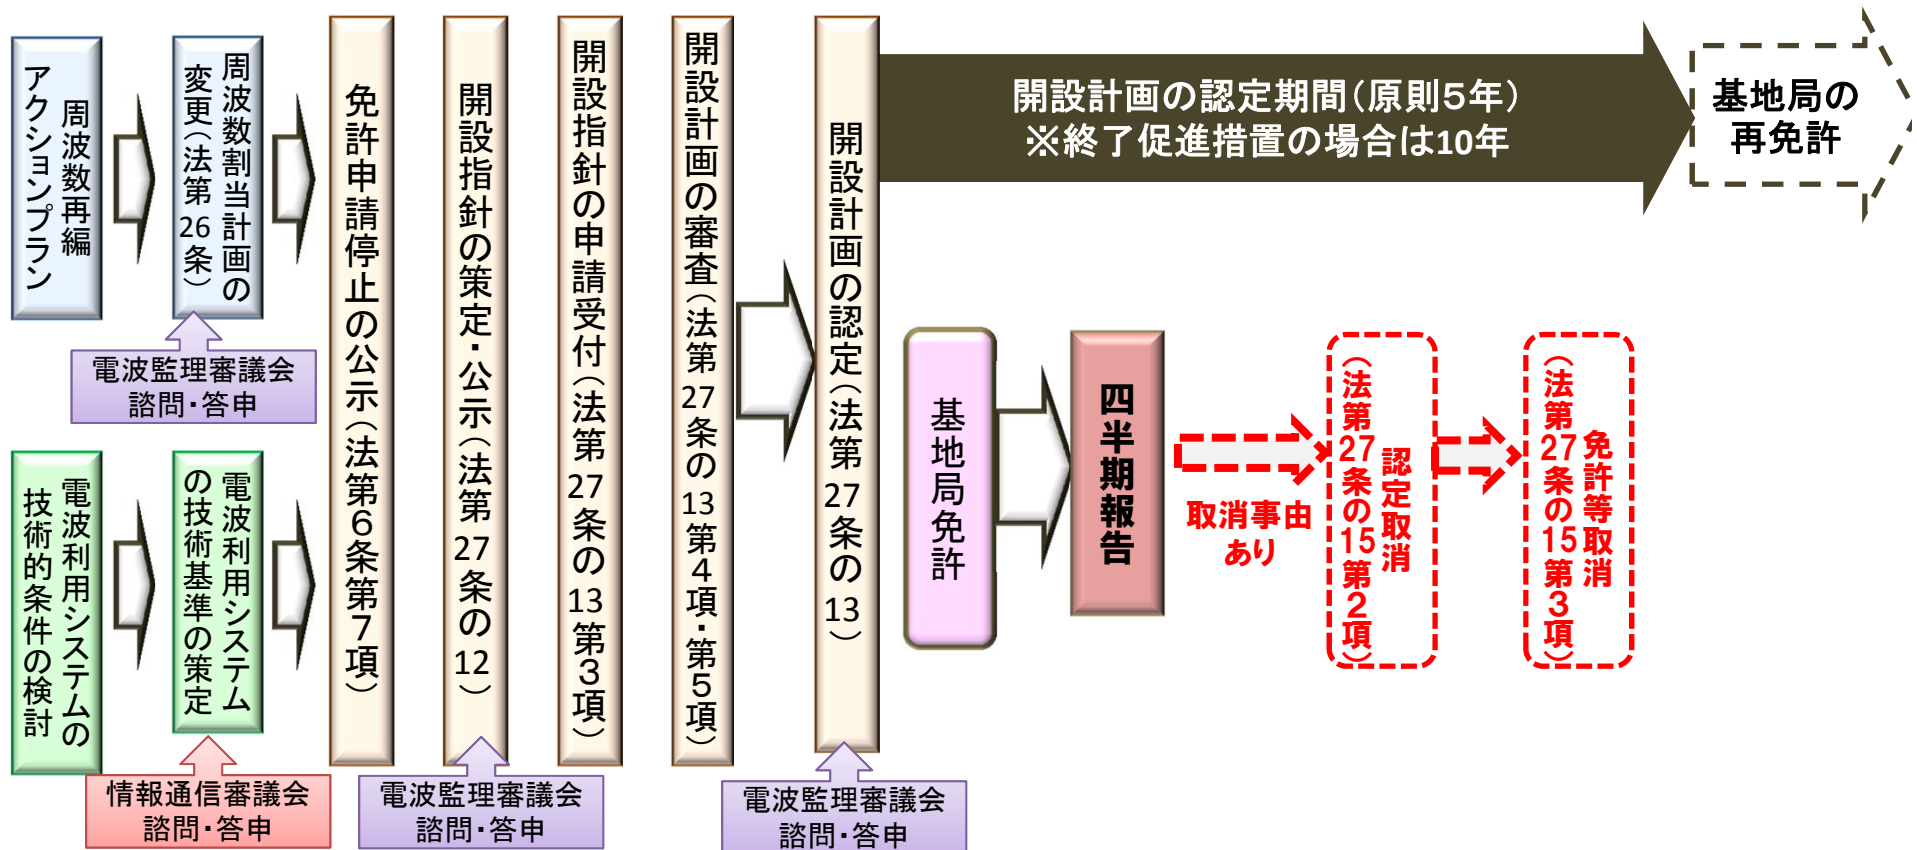 周波数再編
アクションプラン
周波数割当計画の
変更（法第26条）
電波監理審議会
諮問・答申
電波利用システムの
技術的条件の検討
電波利用システム
の技術基準の策定
情報通信審議会
諮問・答申
免許申請停止の公示（法第６条第７項）
開設指針の策定・公示（法第27条の12）
電波監理審議会
諮問・答申
開設指針の申請受付（法第27条の13第３項）
開設計画の審査（法第27条の13第４項・第５項）
開設計画の認定（法第27条の13）
電波監理審議会
諮問・答申
開設計画の認定期間（原則５年）
※終了促進措置の場合は10年
基地局の
再免許
基地局免許
四半期報告
取消事由
あり
認定取消
（法第27条の15第２項）
免許等取消
（法第27条の15第３項）